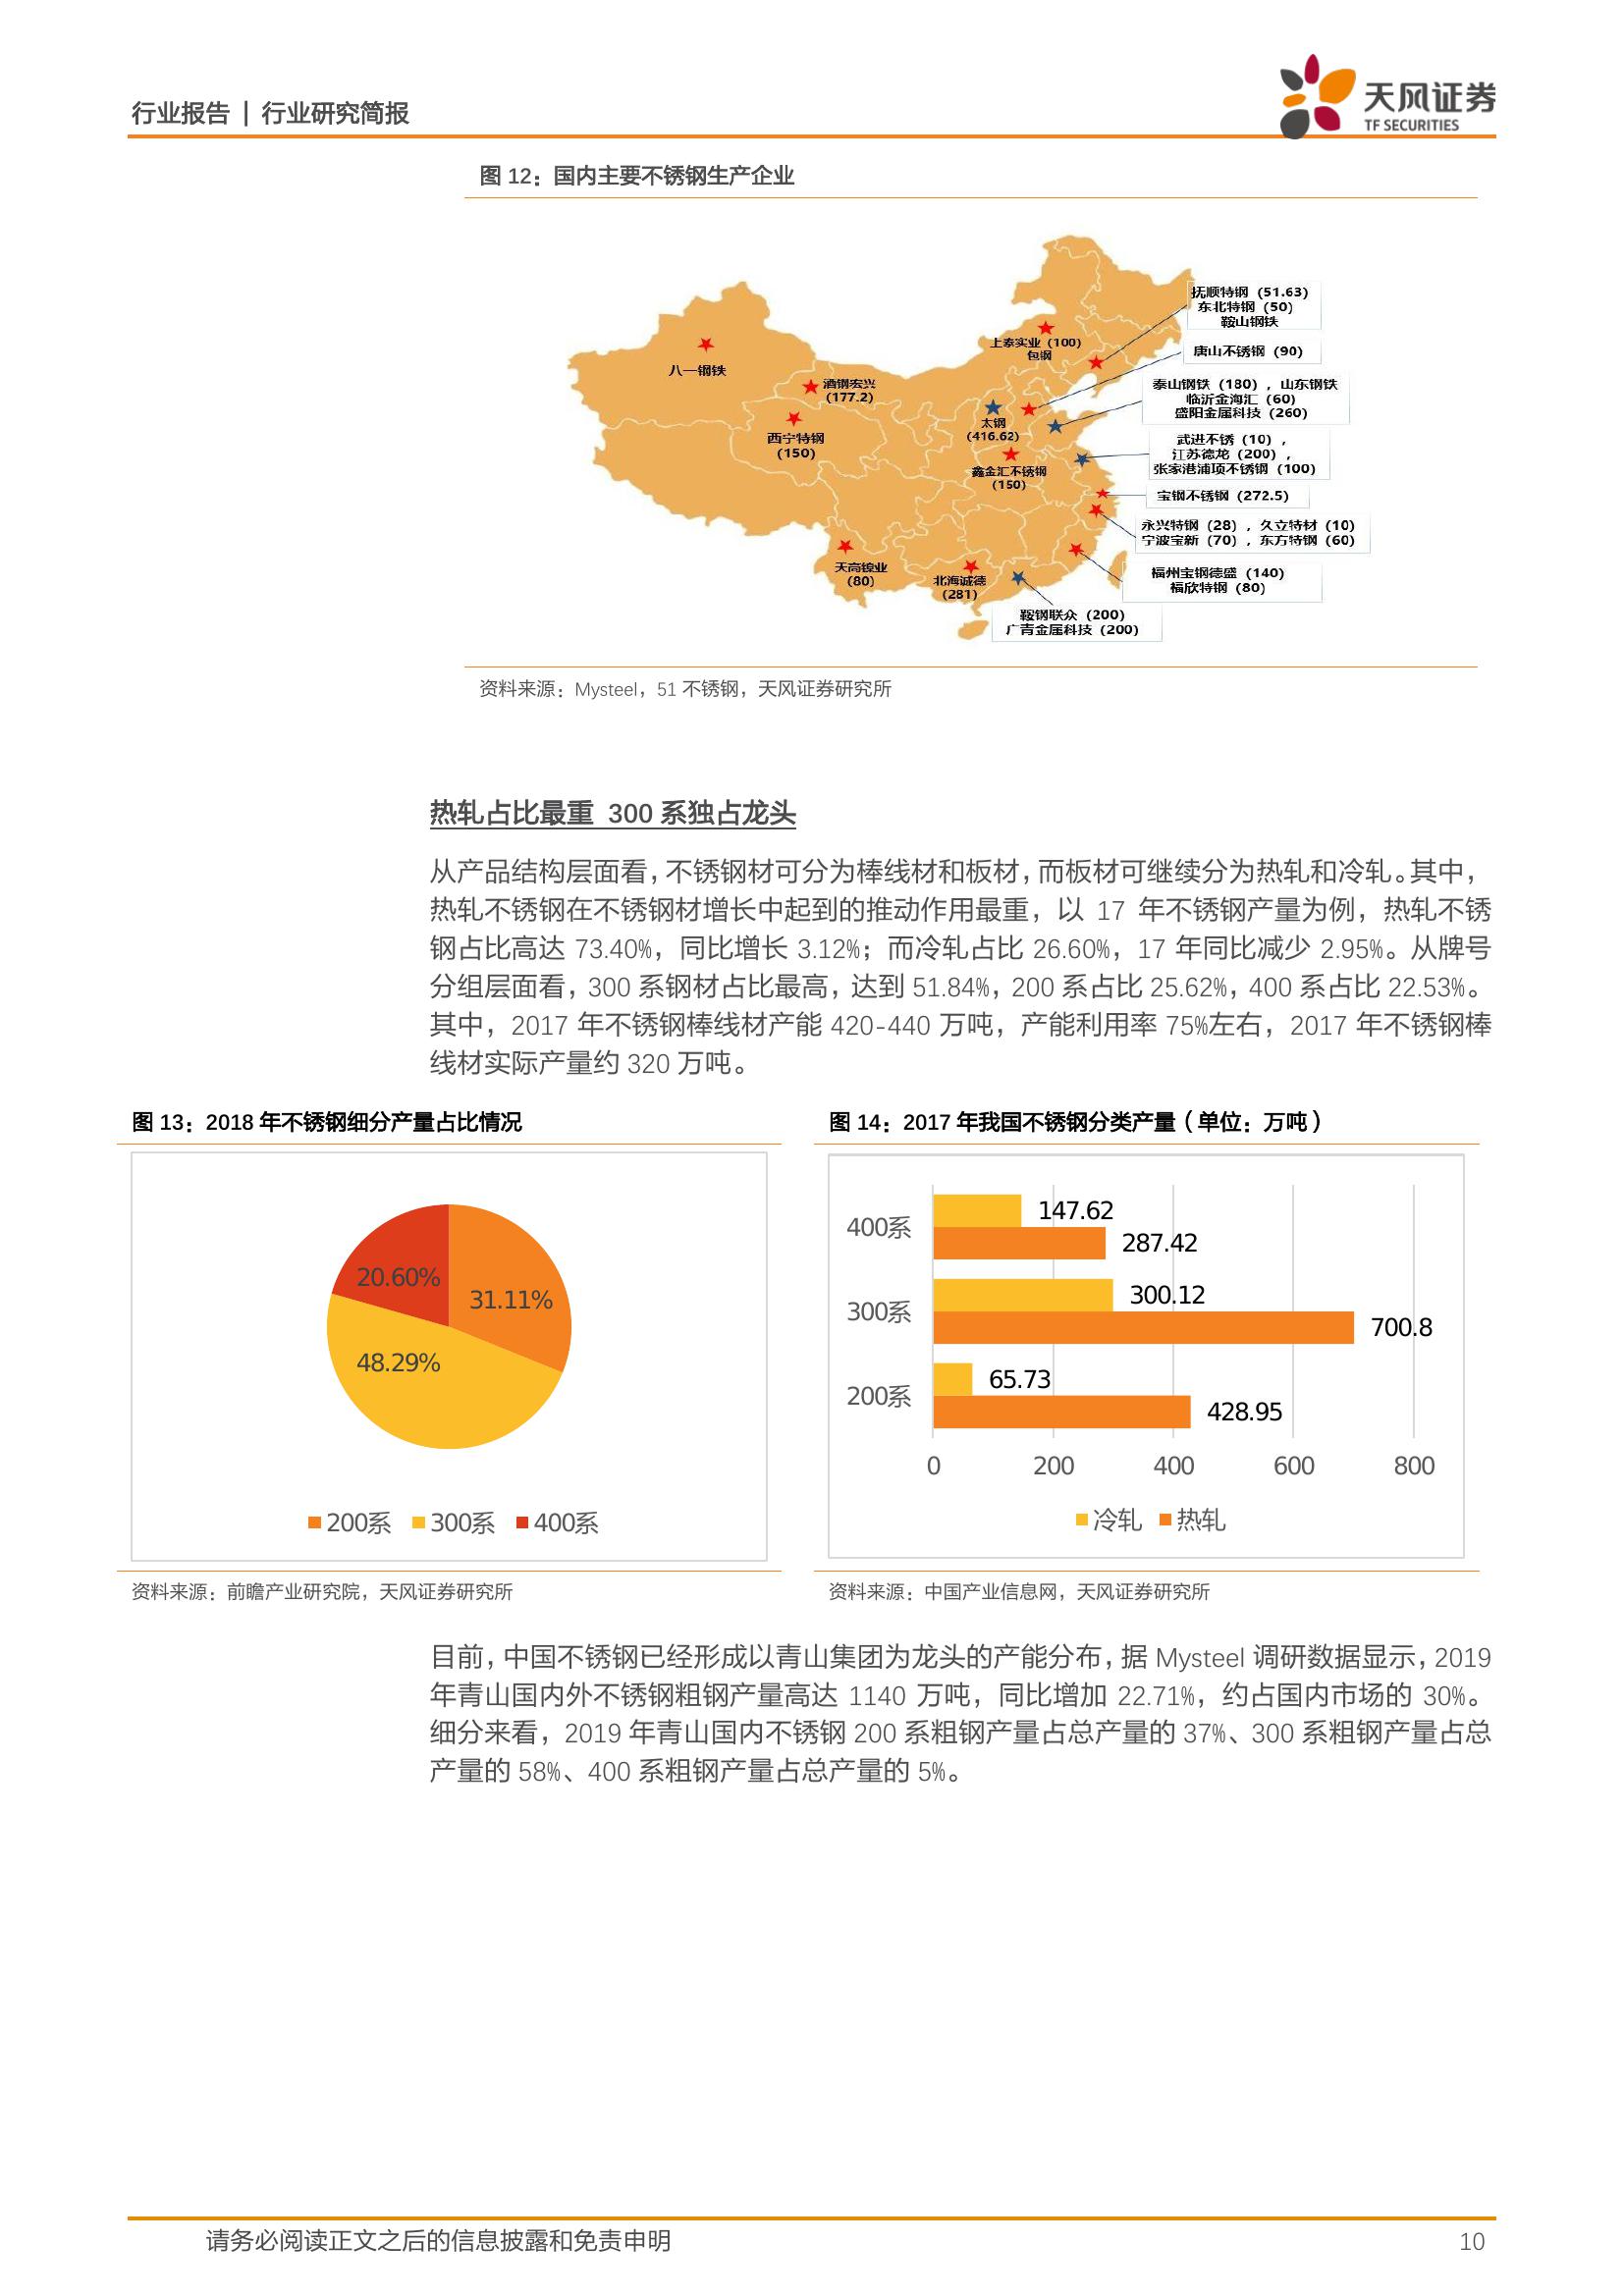 行业报告 | 行业研究简报
天风证券
TF SECURITIES
图 12：国内主要不锈钢生产企业
抚顺特钢（51.63）
东北特钢（50）
鞍山钢铁
上泰实业（100）
包钢
唐山不锈钢（90）
八一钢铁
酒钢宏兴
（177.2）
泰山钢铁（180），山东钢铁
临沂金海汇（60）
盛阳金属科技（260）
太钢
（416.62）
西宁特钢
（150）
武进不锈（10），
江苏德龙（200），
张家港浦项不锈钢（100）
鑫金汇不锈钢
（150）
宝钢不锈钢（272.5）
永兴特钢（28），久立特材（10）
宁波宝新（70），东方特钢（60）
天高镍业
（80）
北海诚德
（281）
福州宝钢德盛（140）
福欣特钢（80）
鞍钢联众（200）
广青金属科技（200）
资料来源：Mysteel，51 不锈钢，天风证券研究所
热轧占比最重 300 系独占龙头
从产品结构层面看，不锈钢材可分为棒线材和板材，而板材可继续分为热轧和冷轧。其中，
热轧不锈钢在不锈钢材增长中起到的推动作用最重，以 17 年不锈钢产量为例，热轧不锈
钢占比高达 73.40%，同比增长 3.12%；而冷轧占比 26.60%，17 年同比减少 2.95%。从牌号
分组层面看，300 系钢材占比最高，达到 51.84%，200 系占比 25.62%，400 系占比 22.53%。
其中，2017 年不锈钢棒线材产能 420-440 万吨，产能利用率 75%左右，2017 年不锈钢棒
线材实际产量约 320 万吨。
图 13：2018 年不锈钢细分产量占比情况
20.60%
31.11%
48.29%
200系 300系 400系
资料来源：前瞻产业研究院，天风证券研究所
图 14：2017 年我国不锈钢分类产量（单位：万吨）
400系
147.62
287.42
300系
300.12
700.8
200系
65.73
428.95
0 200 400 600 800
冷轧 热轧
资料来源：中国产业信息网，天风证券研究所
目前，中国不锈钢已经形成以青山集团为龙头的产能分布，据 Mysteel 调研数据显示，2019
年青山国内外不锈钢粗钢产量高达 1140 万吨，同比增加 22.71%，约占国内市场的 30%。
细分来看，2019 年青山国内不锈钢 200 系粗钢产量占总产量的 37%、300 系粗钢产量占总
产量的 58%、400 系粗钢产量占总产量的 5%。
请务必阅读正文之后的信息披露和免责申明
10